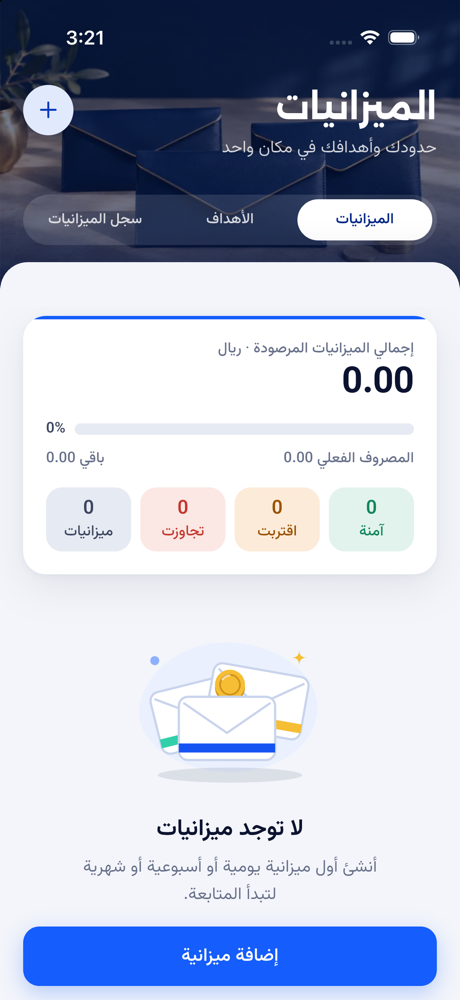 3:21
الميزانيات
حدودك وأهدافك في مكان واحد
الميزانيات
الأهداف
سجل الميزانيات
إجمالي الميزانيات المرصودة · ريال
0.00
0%
المصروف الفعلي 0.00
باقي 0.00
0
آمنة
0
اقتربت
0
تجاوزت
0
ميزانيات
لا توجد ميزانيات
أنشئ أول ميزانية يومية أو أسبوعية أو شهرية
لتبدأ المتابعة.
إضافة ميزانية